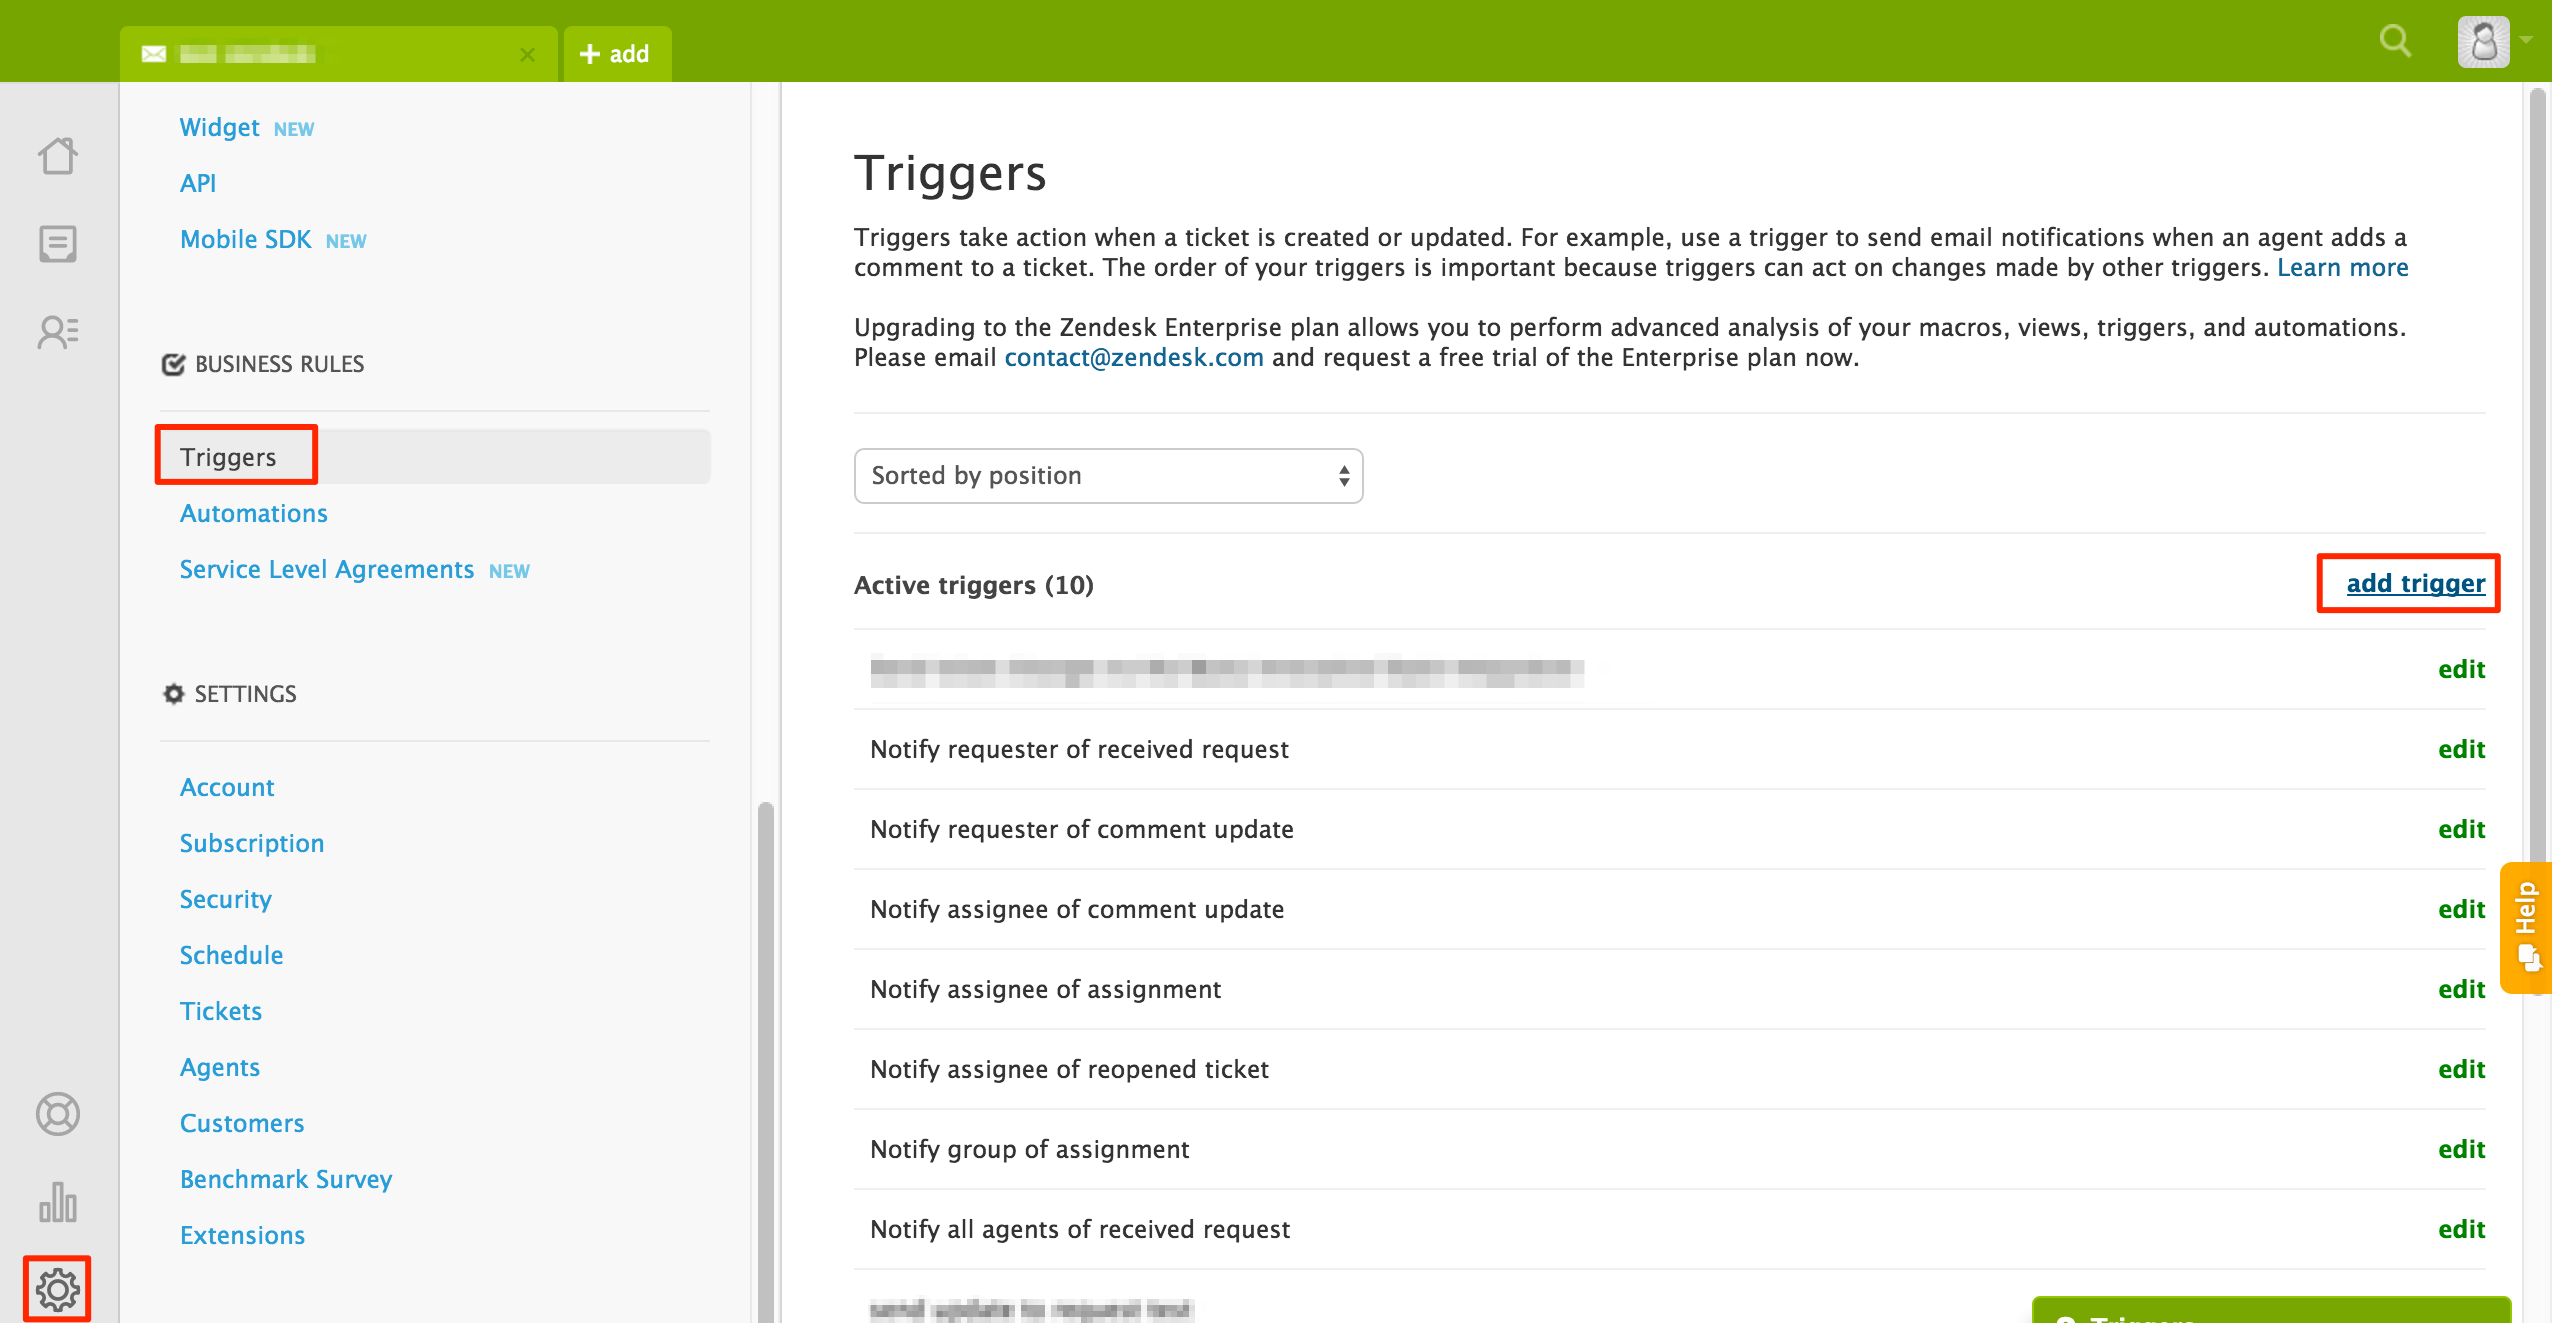 add
Widget NEW
API
Mobile SDK NEW
BUSINESS RULES
Triggers
Automations
Service Level Agreements NEW
SETTINGS
Account
Subscription
Security
Schedule
Tickets
Agents
Customers
Benchmark Survey
Extensions
Triggers
Triggers take action when a ticket is created or updated. For example, use a trigger to send email notifications when an agent adds a
comment to a ticket. The order of your triggers is important because triggers can act on changes made by other triggers. Learn more
Upgrading to the Zendesk Enterprise plan allows you to perform advanced analysis of your macros, views, triggers, and automations.
Please email contact@zendesk.com and request a free trial of the Enterprise plan now.
Sorted by position
Active triggers (10) add trigger
edit
Notify requester of received request edit
Notify requester of comment update edit
Notify assignee of comment update edit
Notify assignee of assignment edit
Notify assignee of reopened ticket edit
Notify group of assignment edit
Notify all agents of received request edit
Triggers
Help